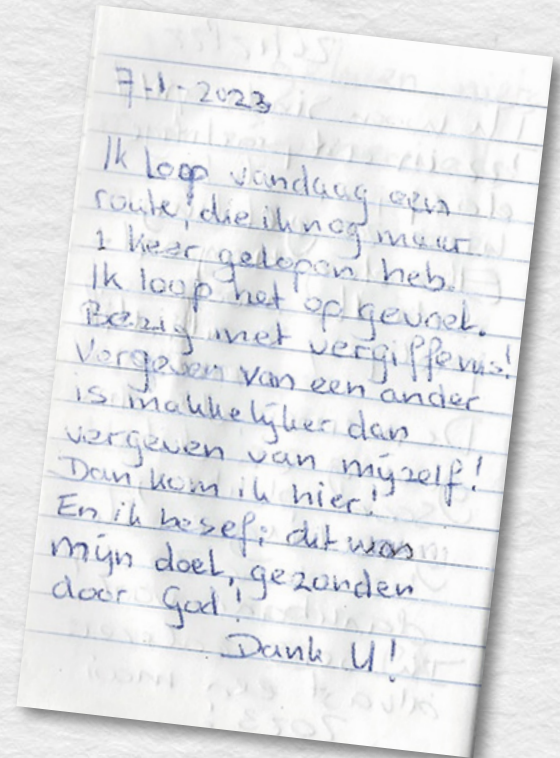 7-1-2023
Ik loop vandaag een
route, die ik nog maar
1 keer gelopen heb.
Ik loop het op gevoel.
Bezig met vergiffenis!
Vergeven van een ander
is makkelijker dan
vergeven van mijzelf!
Dan kom ik hier!
En ik besef; dit was
mijn doel, gezonden
door God!
Dank U!